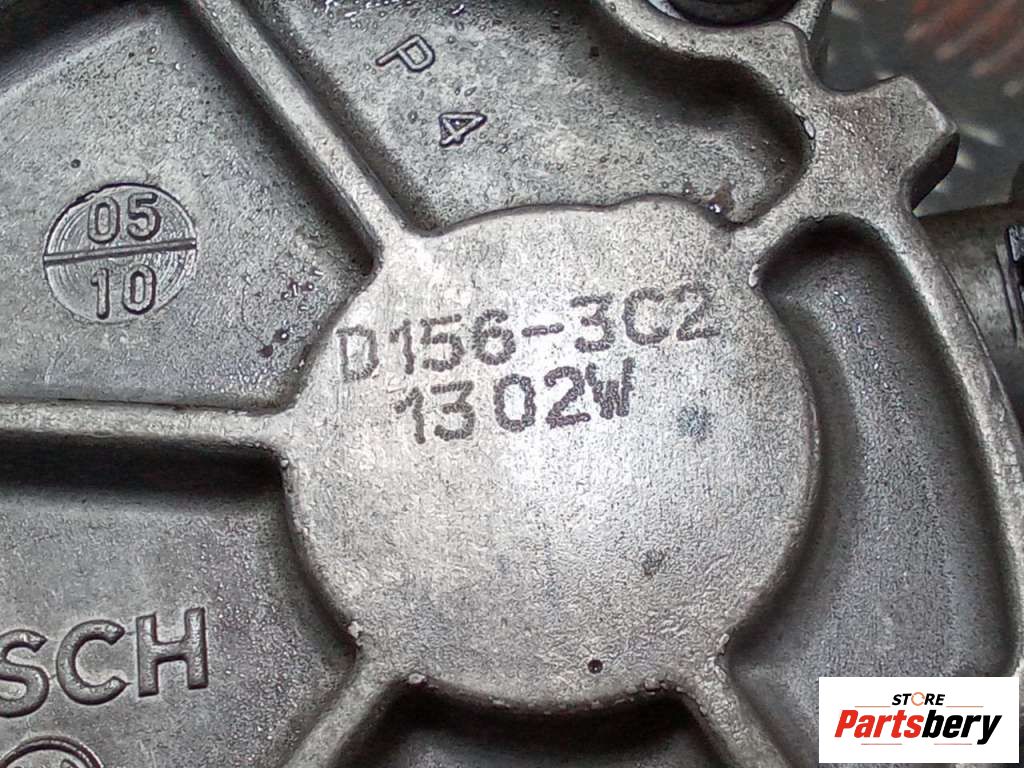 P 4
05
10
D156-3C2
1302W
SCH
STORE
Partsbery